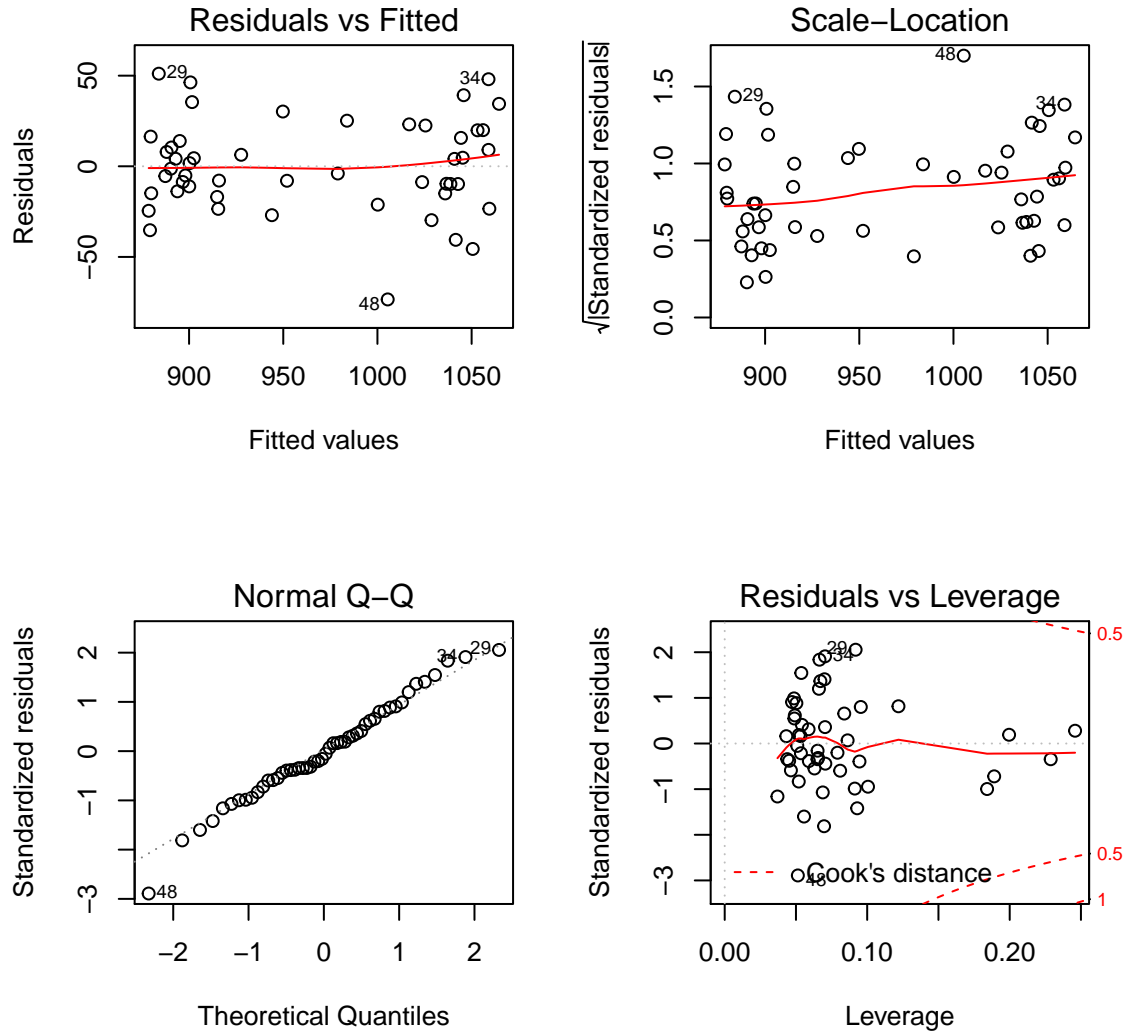 Residuals vs Fitted
Residuals
50
0
−50
29
34
48
900 950 1000 1050
Fitted values
Scale−Location
√|Standardized residuals|
1.5
1.0
0.5
0.0
48
29
34
900 950 1000 1050
Fitted values
Normal Q−Q
Standardized residuals
2
1
0
−1
−3
34
29
48
−2 −1 0 1 2
Theoretical Quantiles
Residuals vs Leverage
Standardized residuals
2
1
0
−1
−3
29
34
48
Cook's distance
0.5
0.5
1
0.00 0.10 0.20
Leverage